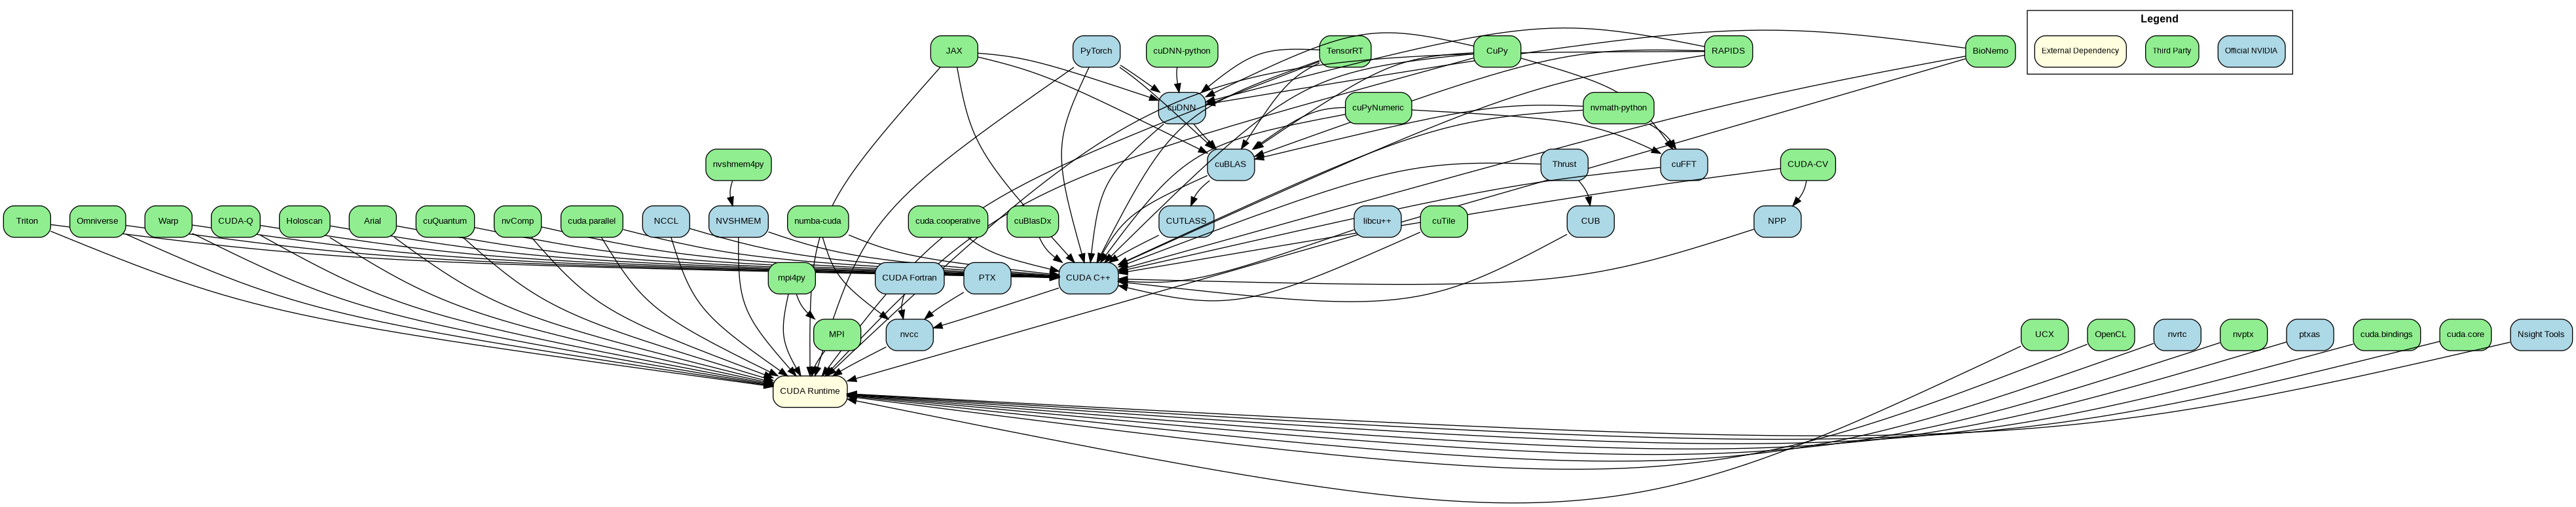 Legend
JAX
PyTorch
cuDNN-python
TensorRT
CuPy
RAPIDS
BioNemo
External Dependency
Third Party
Official NVIDIA
cuDNN
cuPyNumeric
nvmath-python
nvshmem4py
cuBLAS
Thrust
cuFFT
CUDA-CV
Triton
Omniverse
Warp
CUDA-Q
Holoscan
Arial
cuQuantum
nvComp
cuda.parallel
NCCL
NVSHMEM
numba-cuda
cuda.cooperative
cuBlasDx
CUTLASS
libcu++
cuTile
CUB
NPP
mpi4py
CUDA Fortran
PTX
CUDA C++
MPI
nvcc
UCX
OpenCL
nvrtc
nvptx
ptxas
cuda.bindings
cuda.core
Nsight Tools
CUDA Runtime